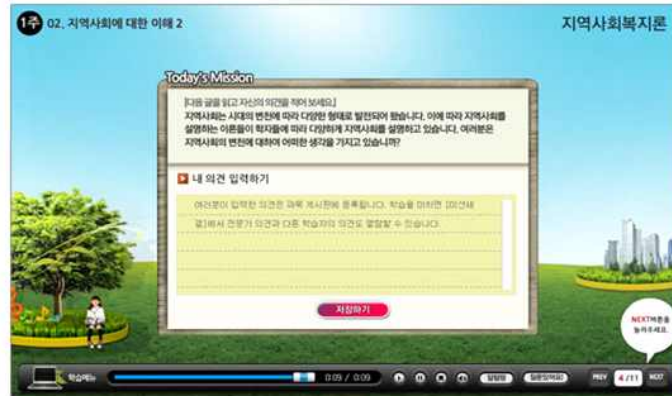 1주 02. 지역사회에 대한 이해 2
지역사회복지론
Today's Mission
[다음 글을 읽고 자신의 의견을 적어 보세요.]
지역사회는 시대의 변천에 따라 다양한 형태로 발전되어 왔습니다. 이에 따라 지역사회를
설명하는 이론들이 학자들에 따라 다양하게 지역사회를 설명하고 있습니다. 여러분은
지역사회의 변천에 대하여 어떠한 생각을 가지고 있습니까?
내 의견 입력하기
여러분이 입력한 의견은 과목 게시판에 등록됩니다. 학습을 마치면 [미션해
결]에서 전문가 의견과 다른 학습자의 의견도 열람할 수 있습니다.
저장하기
NEXT버튼을
눌러주세요.
학습메뉴
0:09 / 0:09
질문있어요!
PREV
4 /11
NEXT